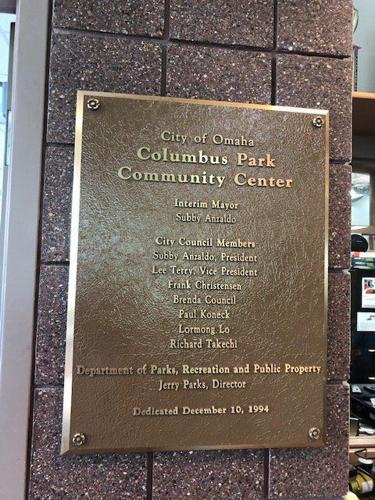 City of Omaha
Columbus Park
Community Center
Interim Mayor
Subby Anzaldo
City Council Members
Subby Anzaldo, President
Lee Terry, Vice President
Frank Christensen
Brenda Council
Paul Koneck
Lormong Lo
Richard Takechi
Department of Parks, Recreation and Public Property
Jerry Parks, Director
Dedicated December 10, 1994